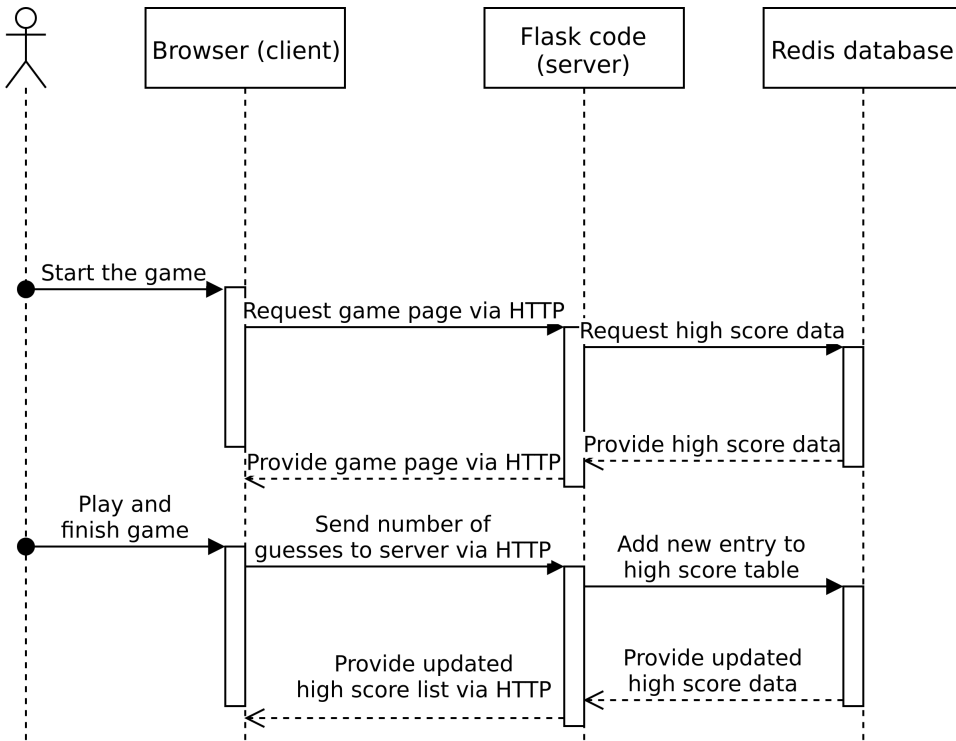 Browser (client)
Flask code
(server)
Redis database
Start the game
Request game page via HTTP
Request high score data
Provide high score data
Provide game page via HTTP
Play and
finish game
Send number of
guesses to server via HTTP
Add new entry to
high score table
Provide updated
high score data
Provide updated
high score list via HTTP